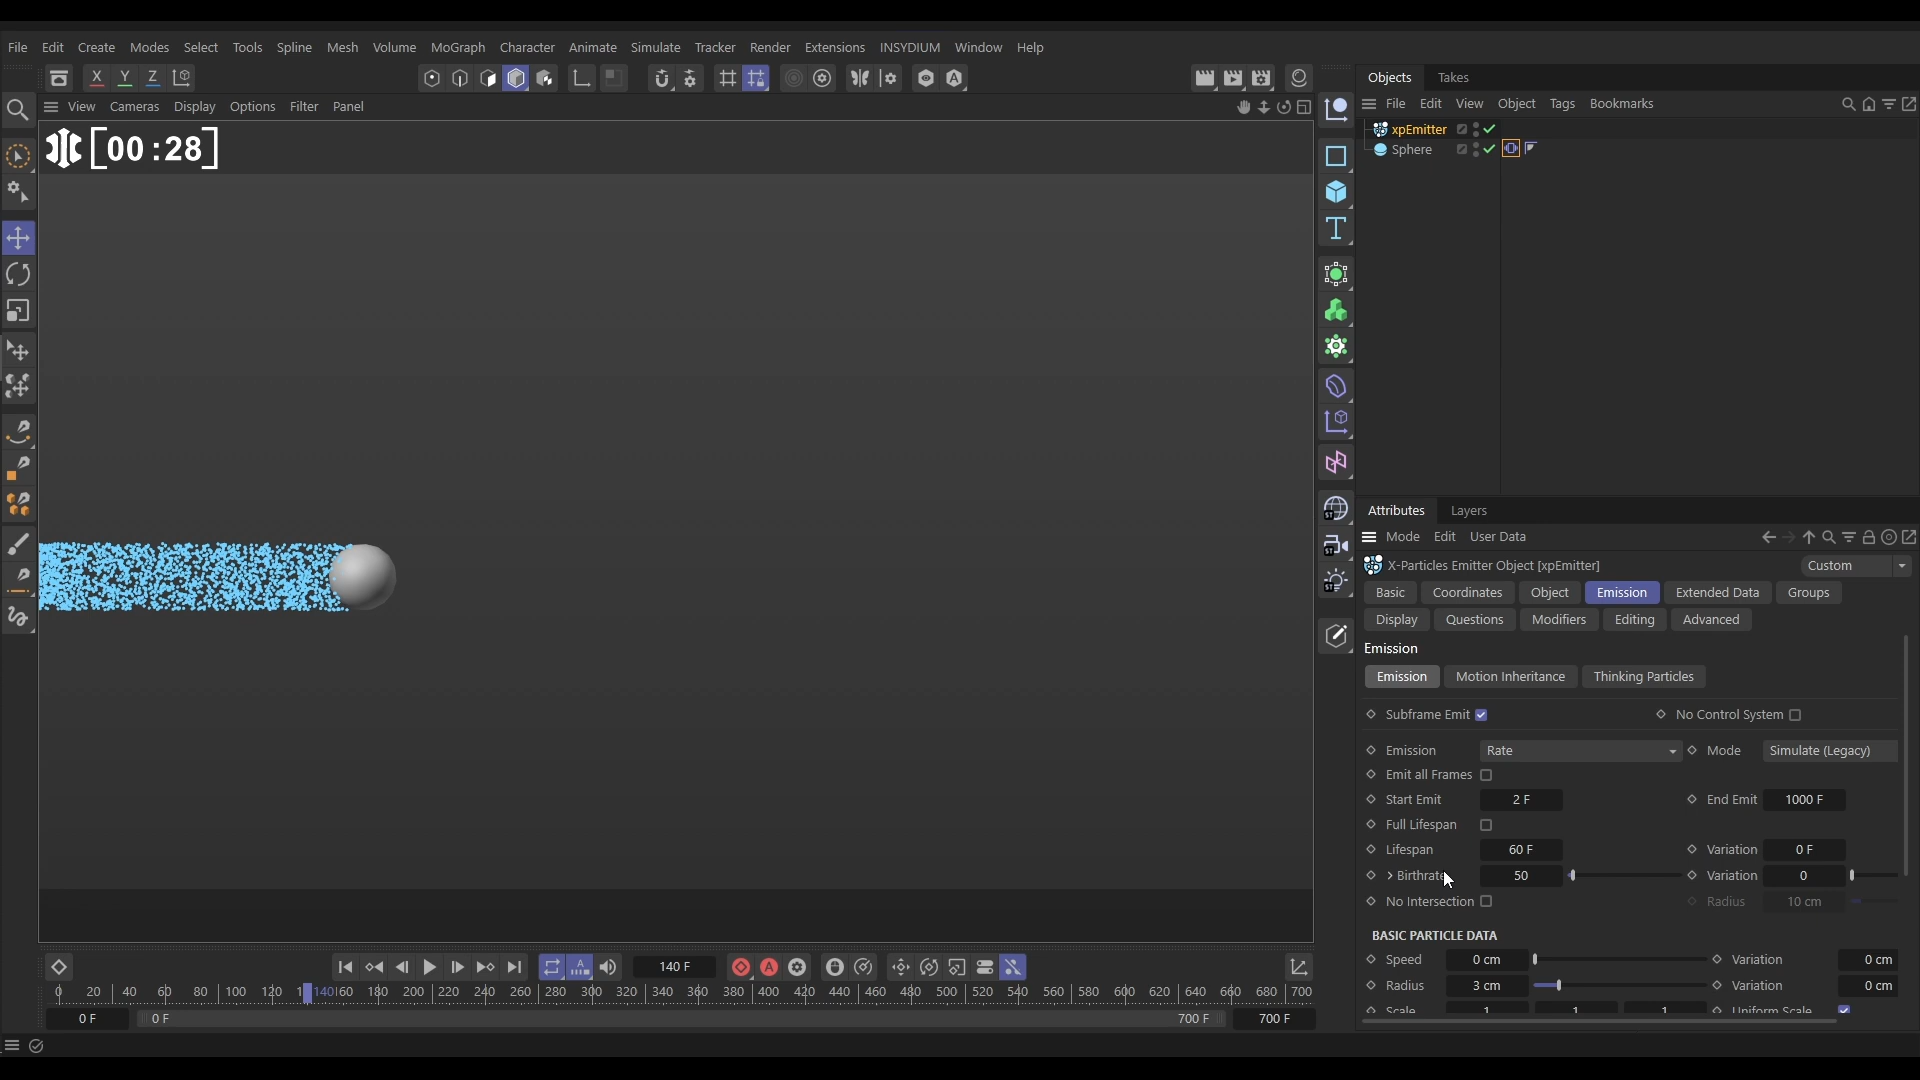 File Edit Create Modes Select Tools Spline Mesh Volume MoGraph Character Animate Simulate Tracker Render Extensions INSYDIUM Window Help
X Y Z
Objects Takes
View Cameras Display Options Filter Panel
File Edit View Object Tags Bookmarks
[00:28]
xpEmitter
Sphere
Attributes Layers
Mode Edit User Data
X-Particles Emitter Object [xpEmitter] Custom
Basic Coordinates Object Emission Extended Data Groups
Display Questions Modifiers Editing Advanced
Emission
Emission Motion Inheritance Thinking Particles
Subframe Emit No Control System
Emission Rate Mode Simulate (Legacy)
Emit all Frames
Start Emit 2 F End Emit 1000 F
Full Lifespan
Lifespan 60 F Variation 0 F
Birthrate 50 Variation 0
No Intersection Radius 10 cm
BASIC PARTICLE DATA
Speed 0 cm Variation 0 cm
Radius 3 cm Variation 0 cm
Scale 1 1 1 Uniform Scale
140 F
0 20 40 60 80 100 120 140 160 180 200 220 240 260 280 300 320 340 360 380 400 420 440 460 480 500 520 540 560 580 600 620 640 660 680 700
0 F 0 F 700 F 700 F